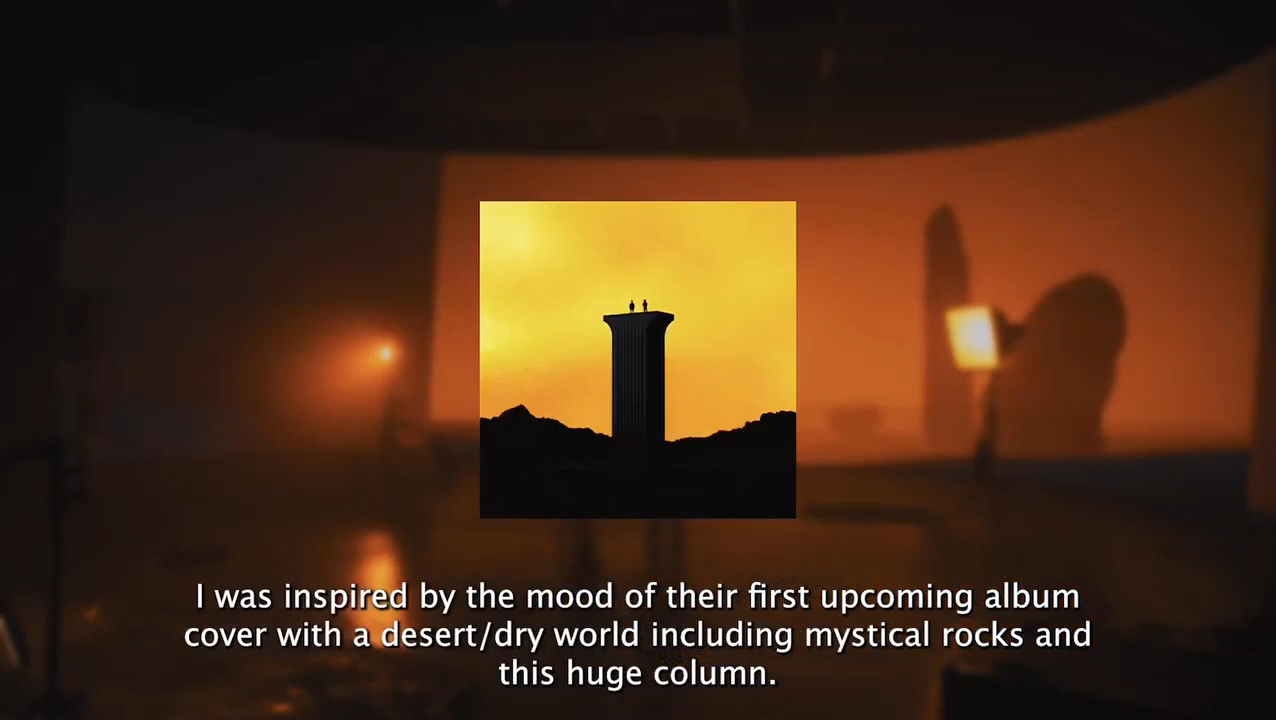 I was inspired by the mood of their first upcoming album
cover with a desert/dry world including mystical rocks and
this huge column.